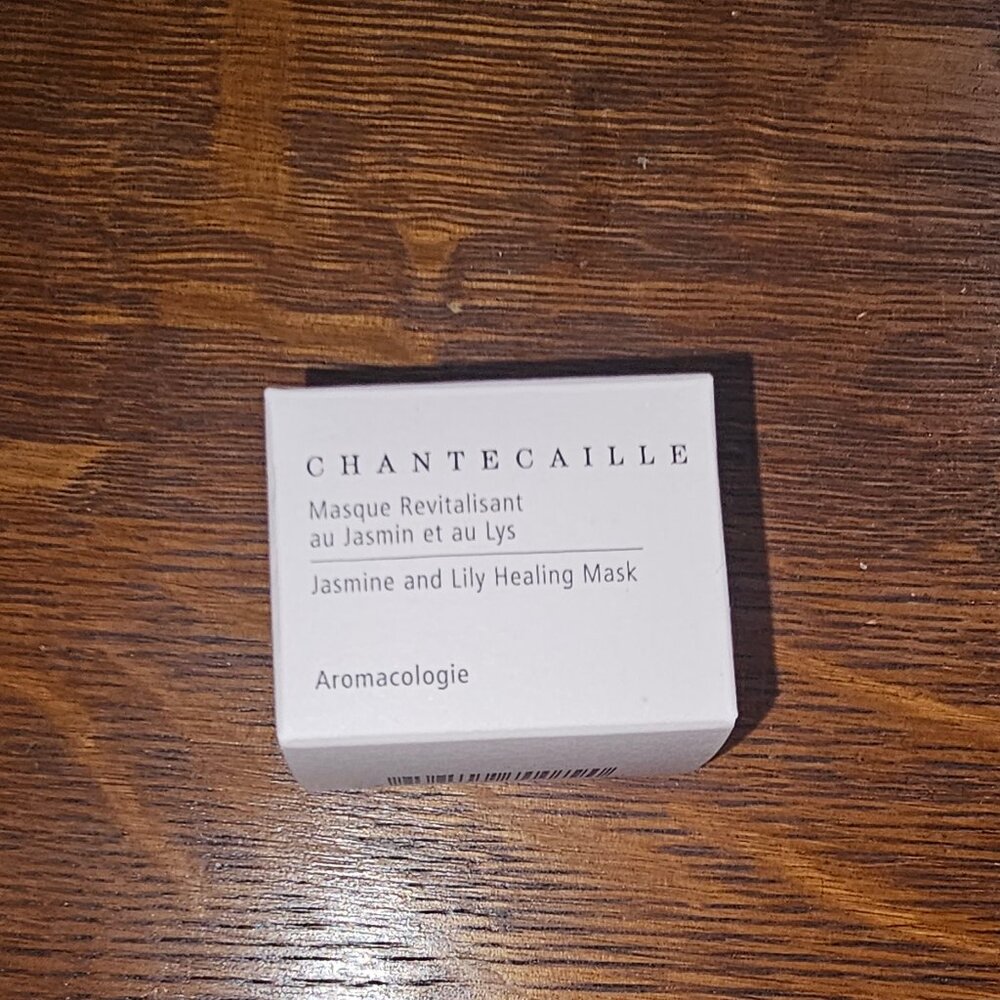 CHANTECAILLE
Masque Revitalisant
au Jasmin et au Lys
Jasmine and Lily Healing Mask
Aromacologie